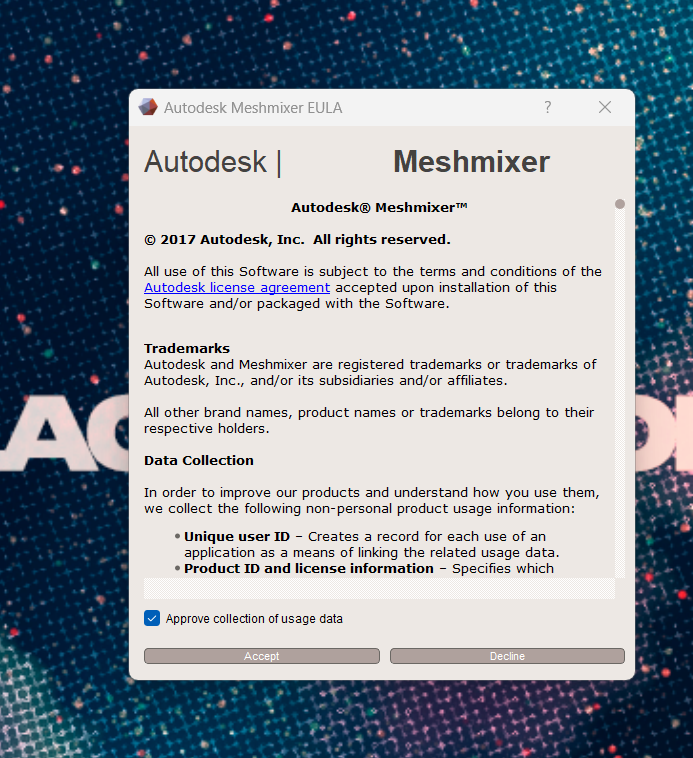 Autodesk Meshmixer EULA
?
Autodesk | Meshmixer
Autodesk® Meshmixer™
© 2017 Autodesk, Inc.  All rights reserved.
All use of this Software is subject to the terms and conditions of the
Autodesk license agreement accepted upon installation of this
Software and/or packaged with the Software.
Trademarks
Autodesk and Meshmixer are registered trademarks or trademarks of
Autodesk, Inc., and/or its subsidiaries and/or affiliates.
All other brand names, product names or trademarks belong to their
respective holders.
Data Collection
In order to improve our products and understand how you use them,
we collect the following non-personal product usage information:
• Unique user ID – Creates a record for each use of an
application as a means of linking the related usage data.
• Product ID and license information – Specifies which
Approve collection of usage data
Accept Decline